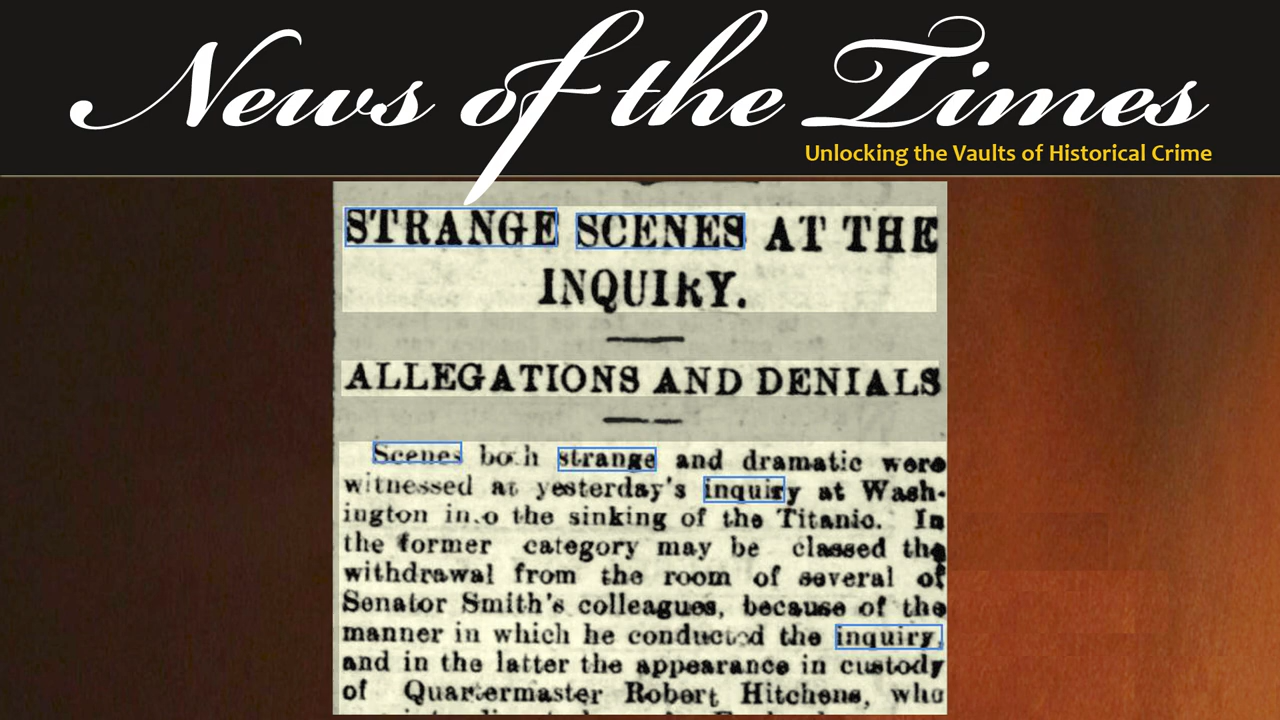 News of the Times
Unlocking the Vaults of Historical Crime
STRANGE SCENES AT THE
INQUIRY.
ALLEGATIONS AND DENIALS
Scenes both strange and dramatic were
witnessed at yesterday's inquiry at Wash-
ington in.o the sinking of the Titanic. In
the former category may be classed the
withdrawal from the room of several of
Senator Smith's colleagues, because of the
manner in which he conducted the inquiry,
and in the latter the appearance in custody
of Quartermaster Robert Hitchens, who